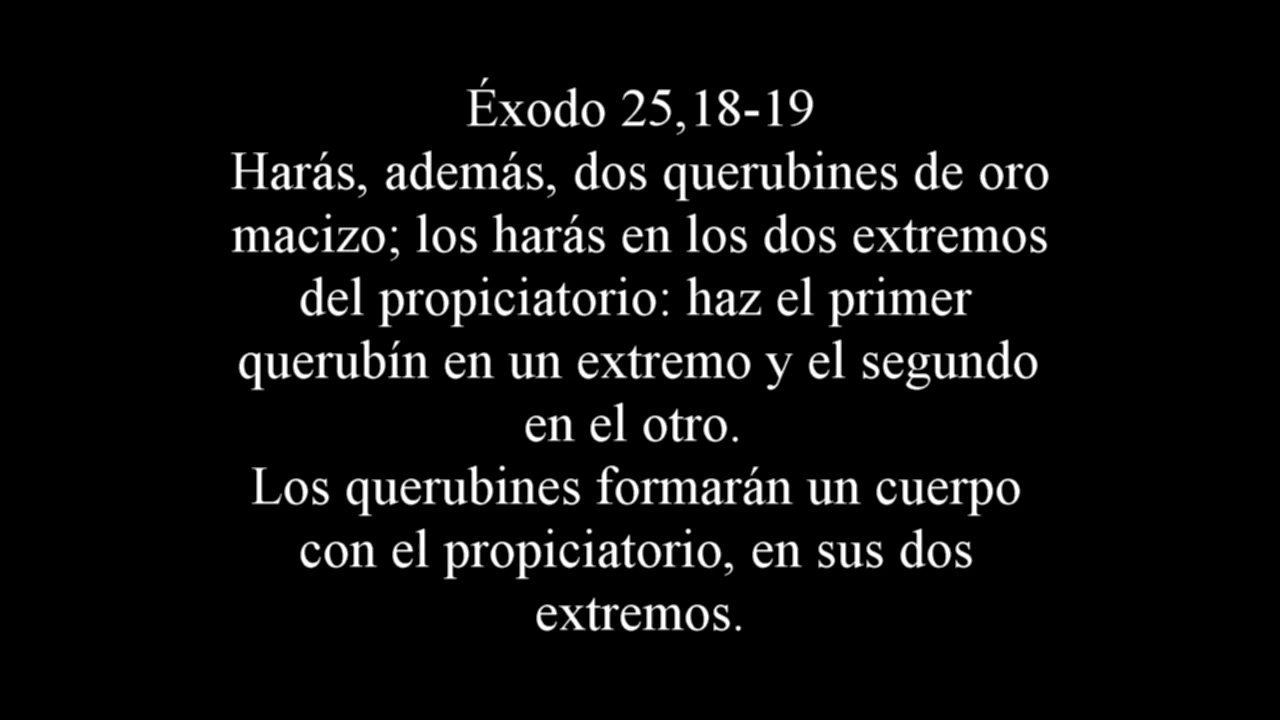 Éxodo 25,18-19
Harás, además, dos querubines de oro
macizo; los harás en los dos extremos
del propiciatorio: haz el primer
querubín en un extremo y el segundo
en el otro.
Los querubines formarán un cuerpo
con el propiciatorio, en sus dos
extremos.